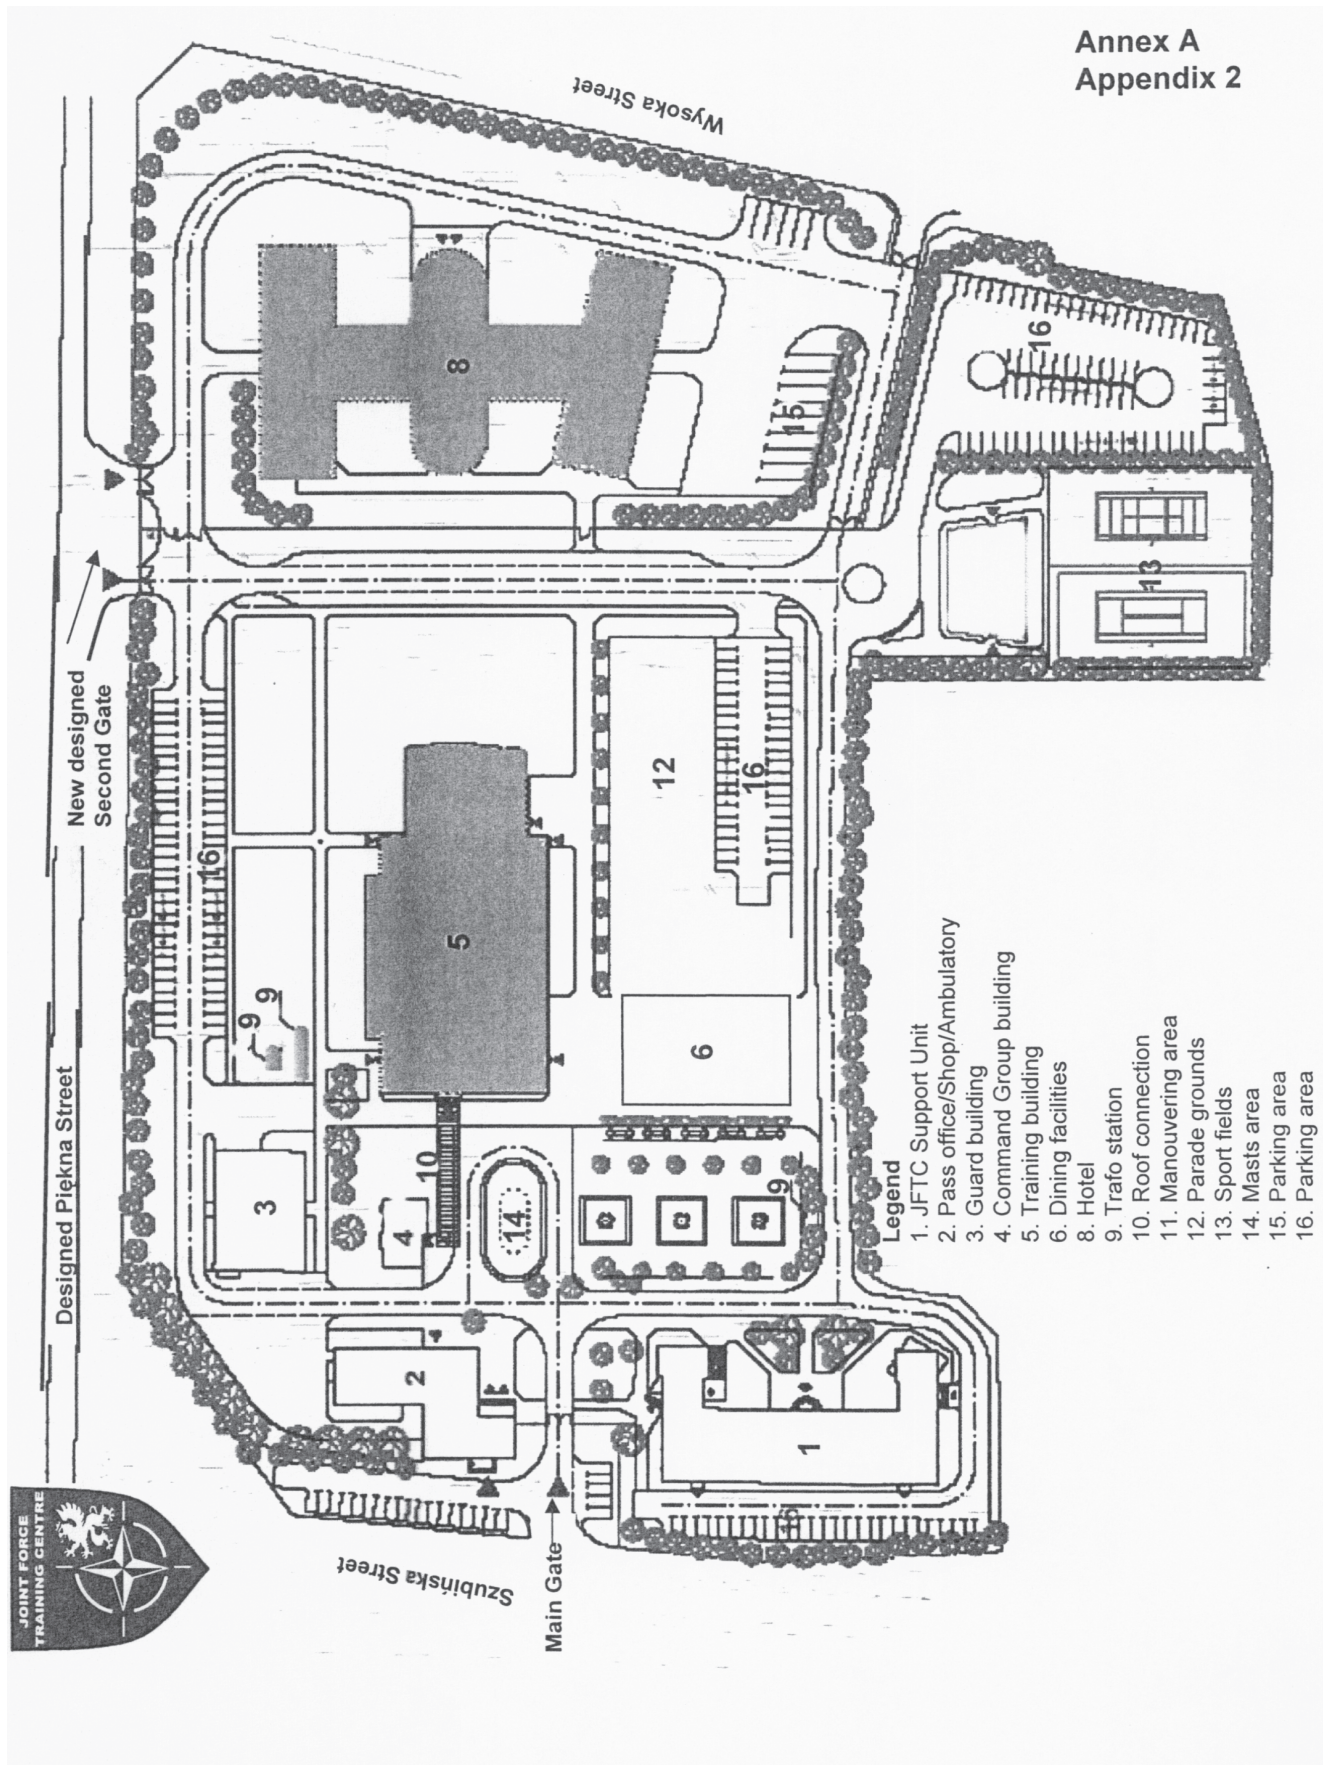 Annex A
Appendix 2
JOINT FORCE
TRAINING CENTRE
Designed Piękna Street
New designed
Second Gate
Wysoka Street
Szubińska Street
Main Gate
1
2
3
4
5
6
8
9
9
9
10
12
13
14
15
16
16
16
16
Legend
1. JFTC Support Unit
2. Pass office/Shop/Ambulatory
3. Guard building
4. Command Group building
5. Training building
6. Dining facilities
8. Hotel
9. Trafo station
10. Roof connection
11. Manouvering area
12. Parade grounds
13. Sport fields
14. Masts area
15. Parking area
16. Parking area